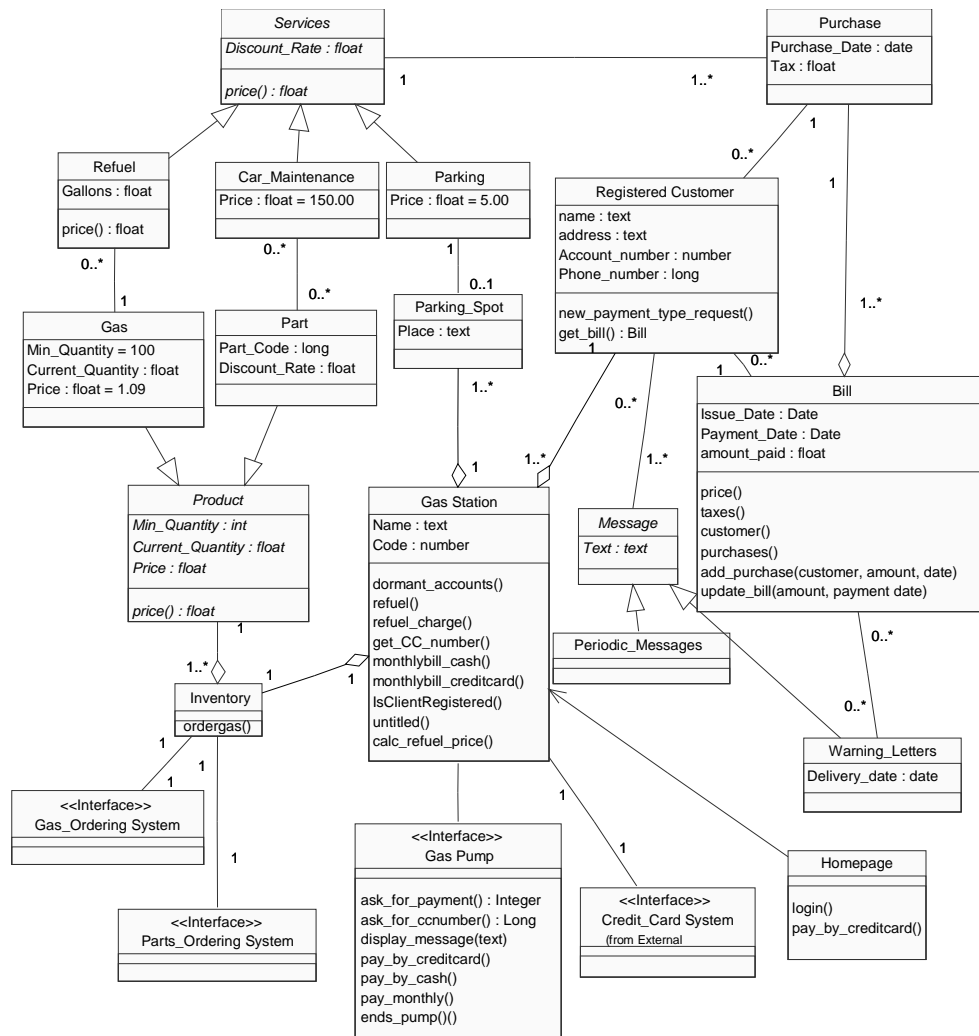 Services
Discount_Rate : float
price() : float
Purchase
Purchase_Date : date
Tax : float
1
1..*
1
0..*
1
1..*
Refuel
Gallons : float
price() : float
Car_Maintenance
Price : float = 150.00
Parking
Price : float = 5.00
Registered Customer
name : text
address : text
Account_number : number
Phone_number : long
new_payment_type_request()
get_bill() : Bill
0..*
1
0..*
0..*
1
0..1
Gas
Min_Quantity = 100
Current_Quantity : float
Price : float = 1.09
Part
Part_Code : long
Discount_Rate : float
Parking_Spot
Place : text
1..*
1
1
1..*
0..*
1..*
0..*
1
Bill
Issue_Date : Date
Payment_Date : Date
amount_paid : float
price()
taxes()
customer()
purchases()
add_purchase(customer, amount, date)
update_bill(amount, payment date)
Product
Min_Quantity : int
Current_Quantity : float
Price : float
price() : float
Gas Station
Name : text
Code : number
dormant_accounts()
refuel()
refuel_charge()
get_CC_number()
monthlybill_cash()
monthlybill_creditcard()
IsClientRegistered()
untitled()
calc_refuel_price()
Message
Text : text
Periodic_Messages
0..*
0..*
Warning_Letters
Delivery_date : date
1
1..*
1
1
Inventory
ordergas()
1
1
1
1
<<Interface>>
Gas_Ordering System
<<Interface>>
Parts_Ordering System
<<Interface>>
Gas Pump
ask_for_payment() : Integer
ask_for_ccnumber() : Long
display_message(text)
pay_by_creditcard()
pay_by_cash()
pay_monthly()
ends_pump()()
1
1
<<Interface>>
Credit_Card System
(from External
Homepage
login()
pay_by_creditcard()